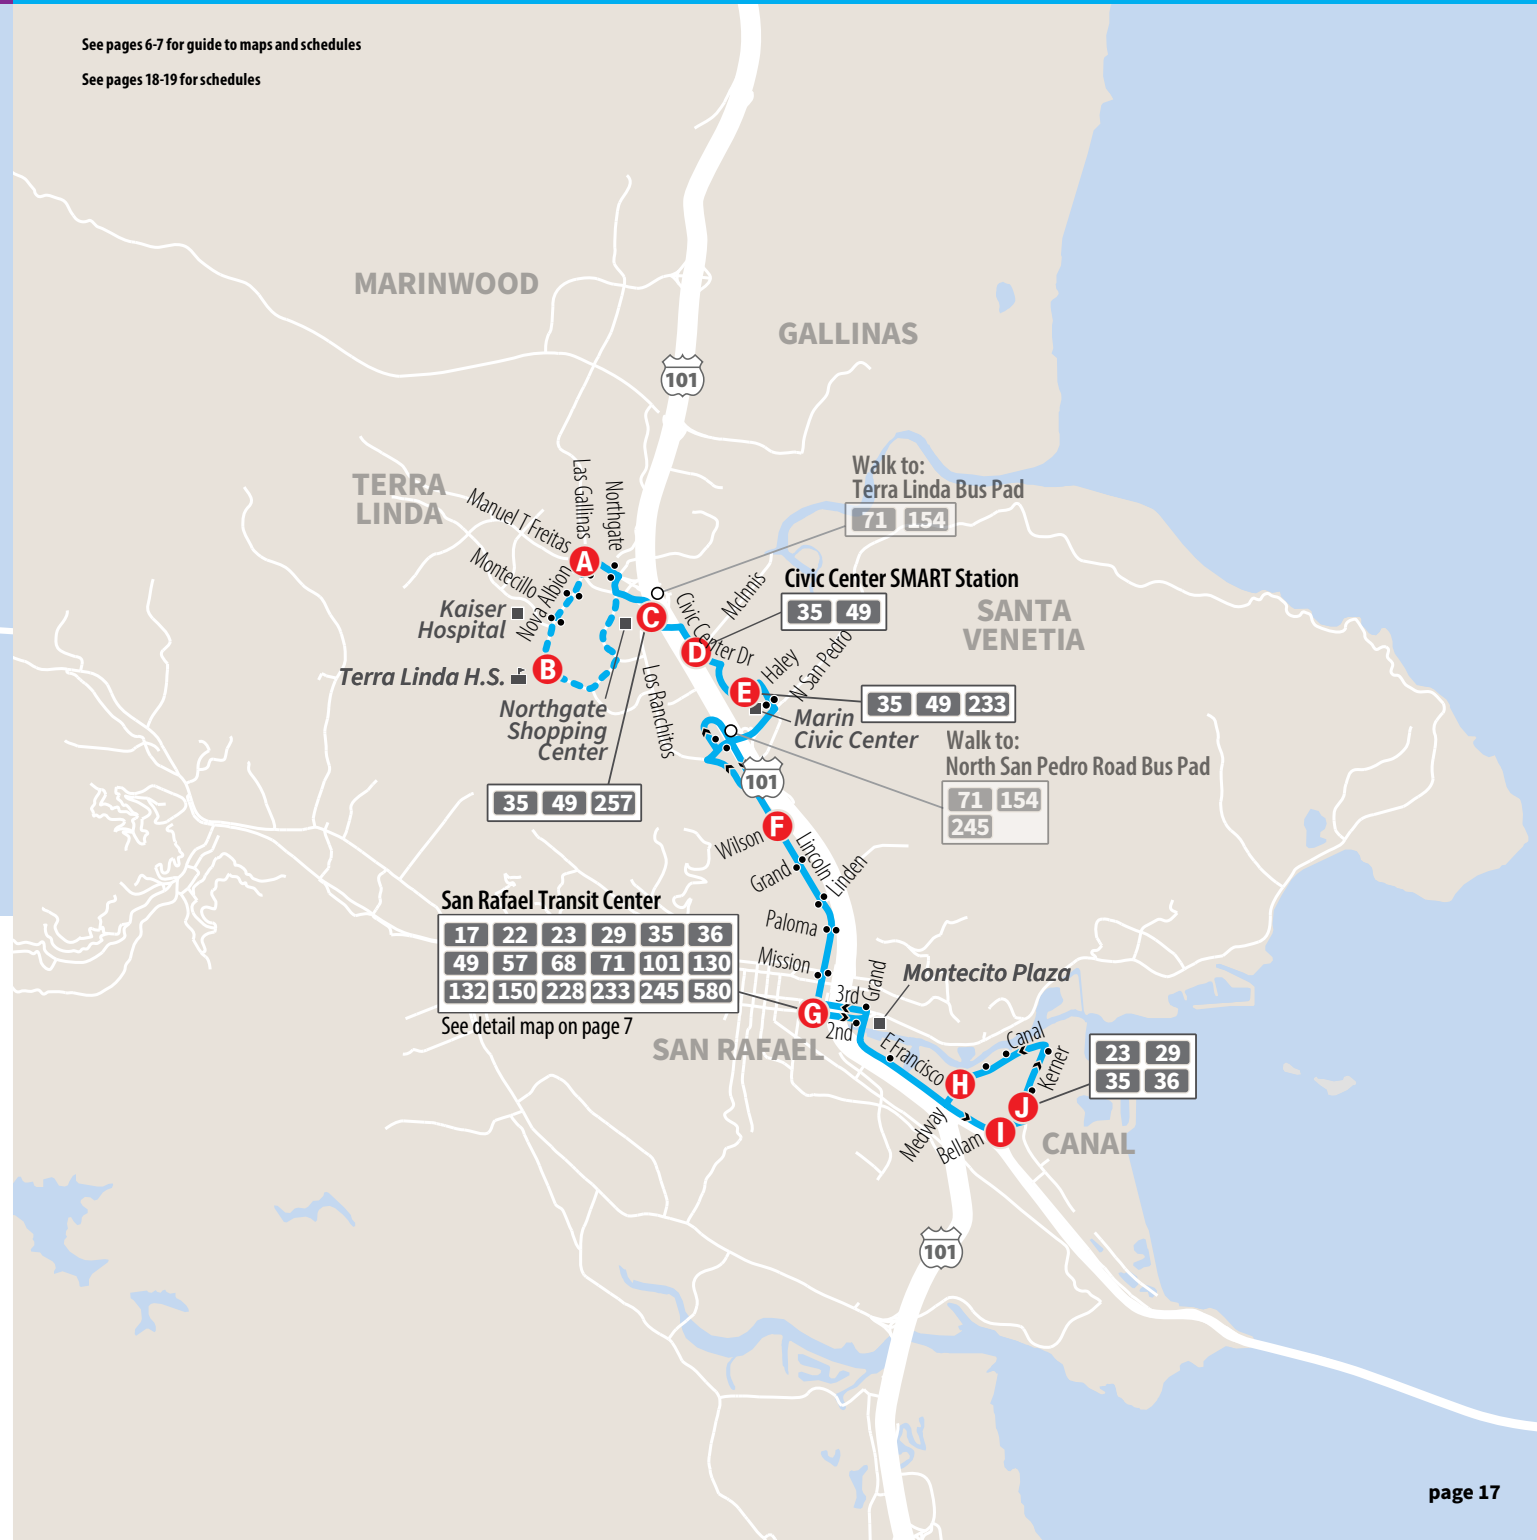 See pages 6-7 for guide to maps and schedules
See pages 18-19 for schedules
MARINWOOD
GALLINAS
101
TERRA
LINDA
Las Gallinas
Northgate
Manuel T Freitas
Walk to:
Terra Linda Bus Pad
71 154
A
Montecillo
Nova Albion
Kaiser
Hospital
Terra Linda H.S.
B
C
Civic Center Dr
McInnis
Civic Center SMART Station
35 49
SANTA
VENETIA
D
Haley
N San Pedro
E
35 49 233
Marin
Civic Center
Northgate
Shopping
Center
Los Ranchitos
Walk to:
North San Pedro Road Bus Pad
71 154
245
101
35 49 257
F
Wilson
Lincoln
Grand
Linden
Paloma
Mission
San Rafael Transit Center
17 22 23 29 35 36
49 57 68 71 101 130
132 150 228 233 245 580
See detail map on page 7
Grand
Montecito Plaza
3rd
G
2nd
SAN RAFAEL
E Francisco
Canal
Kerner
H
23 29
35 36
J
I
Medway
Bellam
CANAL
101
page 17